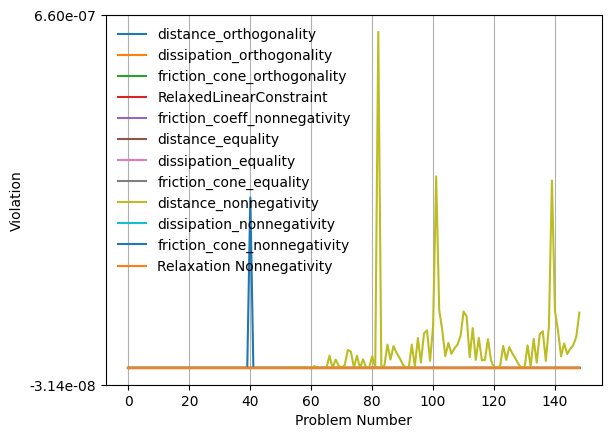 6.60e-07
distance_orthogonality
dissipation_orthogonality
friction_cone_orthogonality
RelaxedLinearConstraint
friction_coeff_nonnegativity
distance_equality
dissipation_equality
friction_cone_equality
distance_nonnegativity
dissipation_nonnegativity
friction_cone_nonnegativity
Relaxation Nonnegativity
Violation
-3.14e-08
0 20 40 60 80 100 120 140
Problem Number